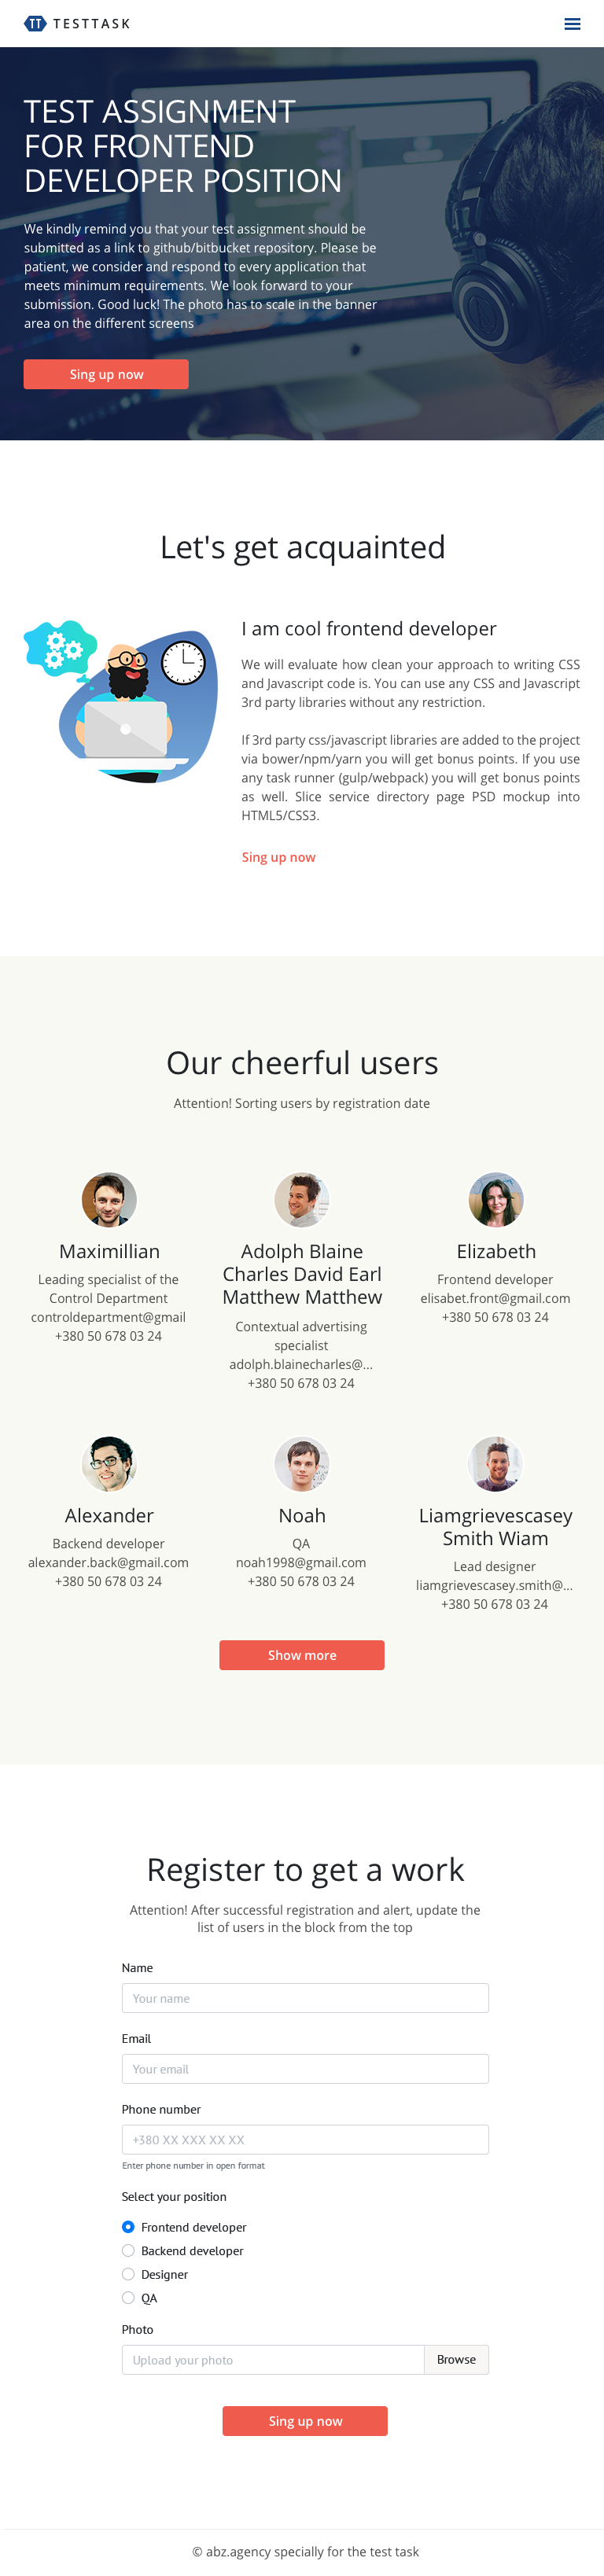 TT TESTTASK
TEST ASSIGNMENT
FOR FRONTEND
DEVELOPER POSITION
We kindly remind you that your test assignment should be
submitted as a link to github/bitbucket repository. Please be
patient, we consider and respond to every application that
meets minimum requirements. We look forward to your
submission. Good luck! The photo has to scale in the banner
area on the different screens
Sing up now
Let's get acquainted
I am cool frontend developer
We will evaluate how clean your approach to writing CSS
and Javascript code is. You can use any CSS and Javascript
3rd party libraries without any restriction.
If 3rd party css/javascript libraries are added to the project
via bower/npm/yarn you will get bonus points. If you use
any task runner (gulp/webpack) you will get bonus points
as well. Slice service directory page PSD mockup into
HTML5/CSS3.
Sing up now
Our cheerful users
Attention! Sorting users by registration date
Maximillian
Leading specialist of the
Control Department
controldepartment@gmail
+380 50 678 03 24
Adolph Blaine
Charles David Earl
Matthew Matthew
Contextual advertising
specialist
adolph.blainecharles@...
+380 50 678 03 24
Elizabeth
Frontend developer
elisabet.front@gmail.com
+380 50 678 03 24
Alexander
Backend developer
alexander.back@gmail.com
+380 50 678 03 24
Noah
QA
noah1998@gmail.com
+380 50 678 03 24
Liamgrievescasey
Smith Wiam
Lead designer
liamgrievescasey.smith@...
+380 50 678 03 24
Show more
Register to get a work
Attention! After successful registration and alert, update the
list of users in the block from the top
Name
Your name
Email
Your email
Phone number
+380 XX XXX XX XX
Enter phone number in open format
Select your position
Frontend developer
Backend developer
Designer
QA
Photo
Upload your photo
Browse
Sing up now
© abz.agency specially for the test task